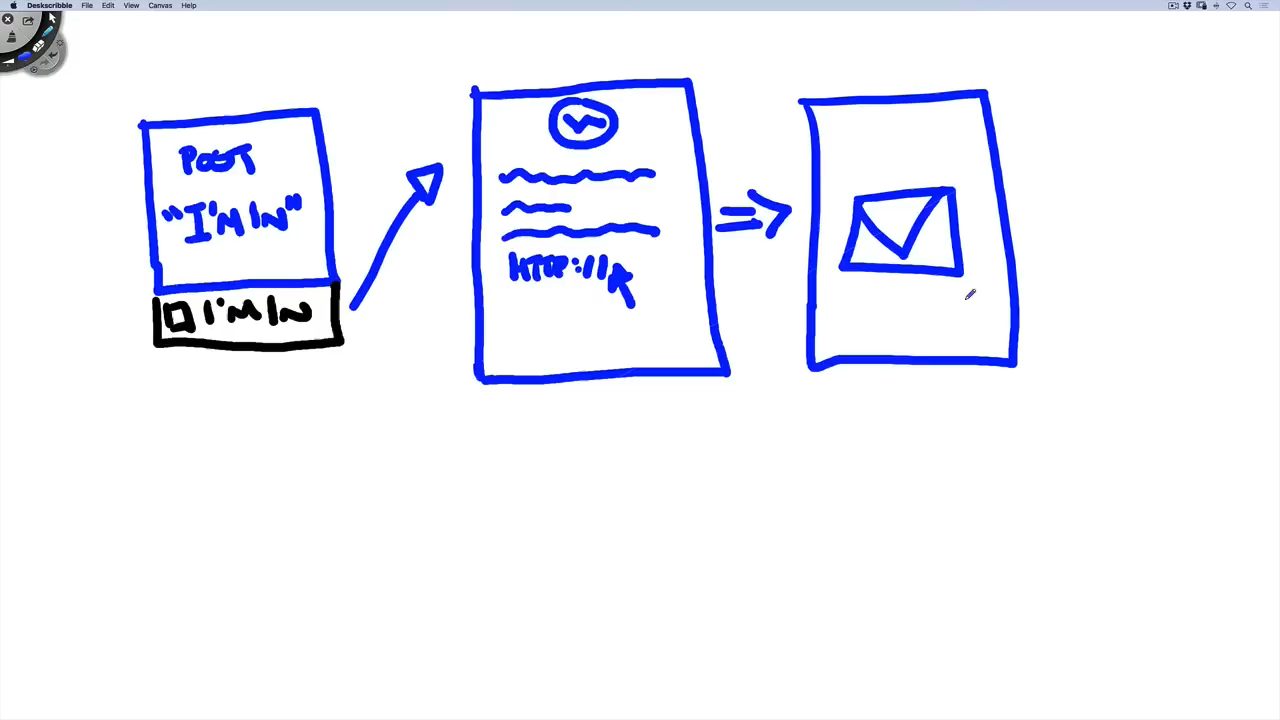 Deskscribble File Edit View Canvas Help
POST
"I'M IN"
I'M IN
HTTP://